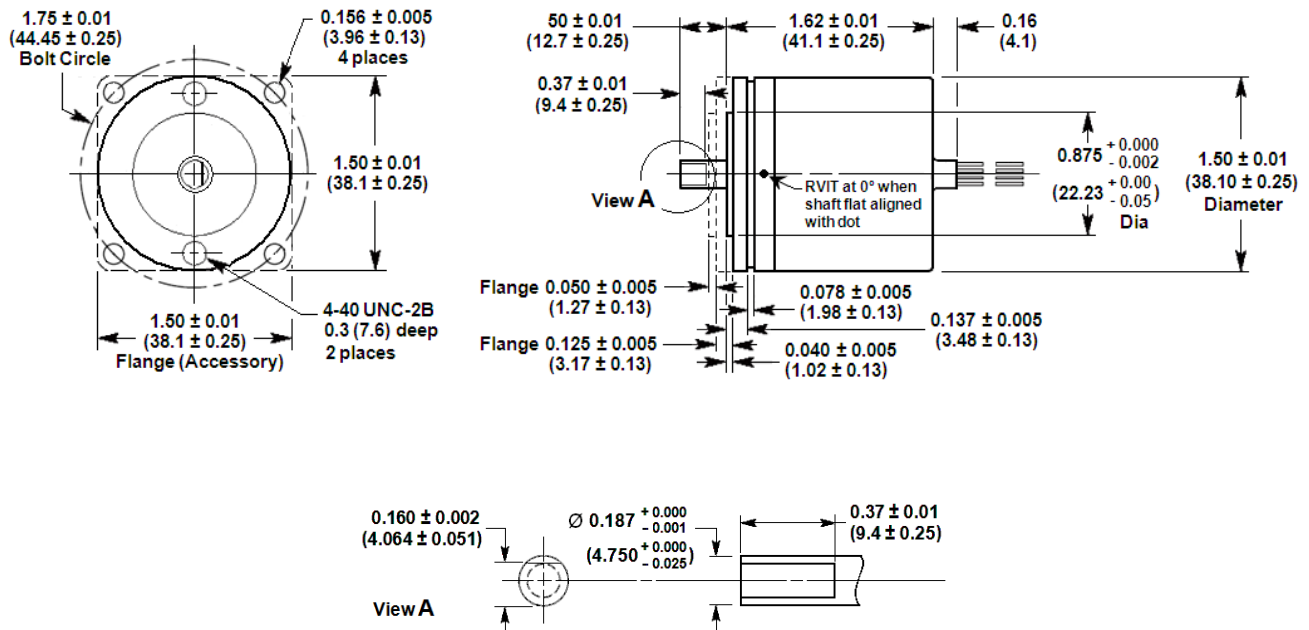 1.75 ± 0.01
(44.45 ± 0.25)
Bolt Circle
0.156 ± 0.005
(3.96 ± 0.13)
4 places
1.50 ± 0.01
(38.1 ± 0.25)
1.50 ± 0.01
(38.1 ± 0.25)
Flange (Accessory)
4-40 UNC-2B
0.3 (7.6) deep
2 places
50 ± 0.01
(12.7 ± 0.25)
1.62 ± 0.01
(41.1 ± 0.25)
0.16
(4.1)
0.37 ± 0.01
(9.4 ± 0.25)
View A
RVIT at 0° when
shaft flat aligned
with dot
0.875 + 0.000
- 0.002
(22.23 + 0.00
- 0.05)
Dia
1.50 ± 0.01
(38.10 ± 0.25)
Diameter
Flange 0.050 ± 0.005
(1.27 ± 0.13)
Flange 0.125 ± 0.005
(3.17 ± 0.13)
0.078 ± 0.005
(1.98 ± 0.13)
0.137 ± 0.005
(3.48 ± 0.13)
0.040 ± 0.005
(1.02 ± 0.13)
0.160 ± 0.002
(4.064 ± 0.051)
View A
Ø 0.187 + 0.000
- 0.001
(4.750 + 0.000
- 0.025)
0.37 ± 0.01
(9.4 ± 0.25)